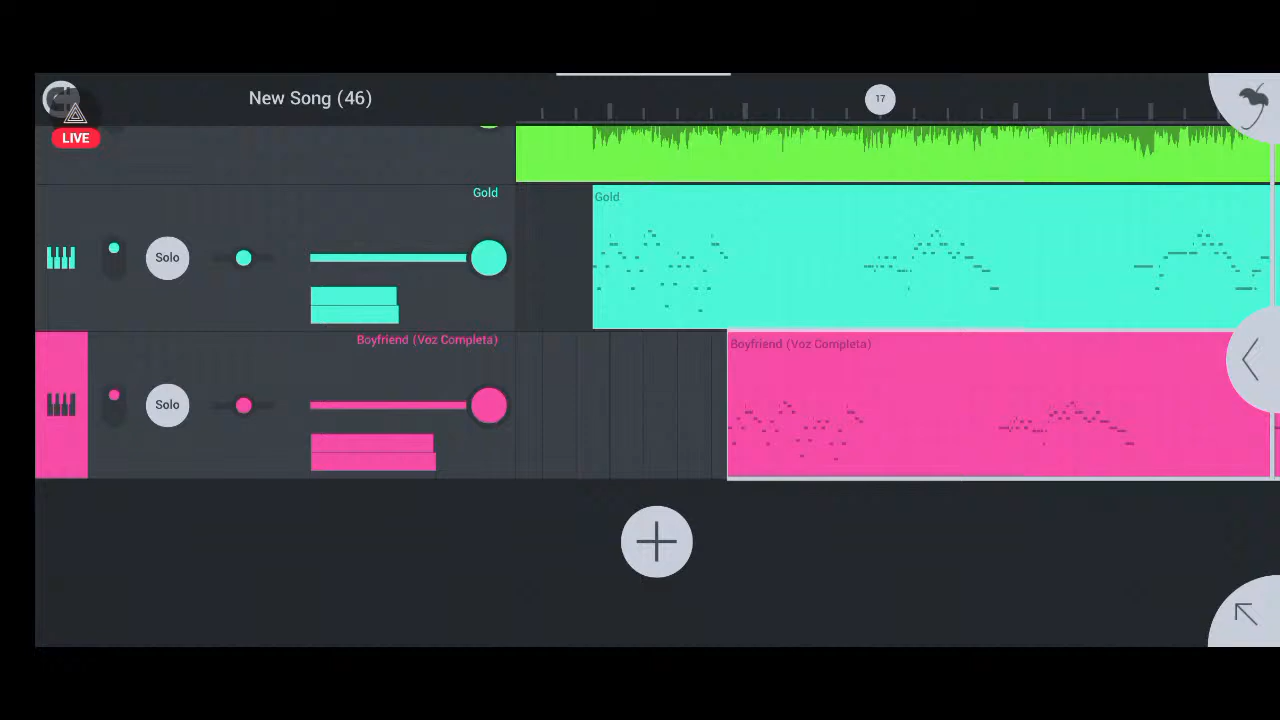 New Song (46)
17
LIVE
Gold
Gold
Solo
Boyfriend (Voz Completa)
Boyfriend (Voz Completa)
Solo